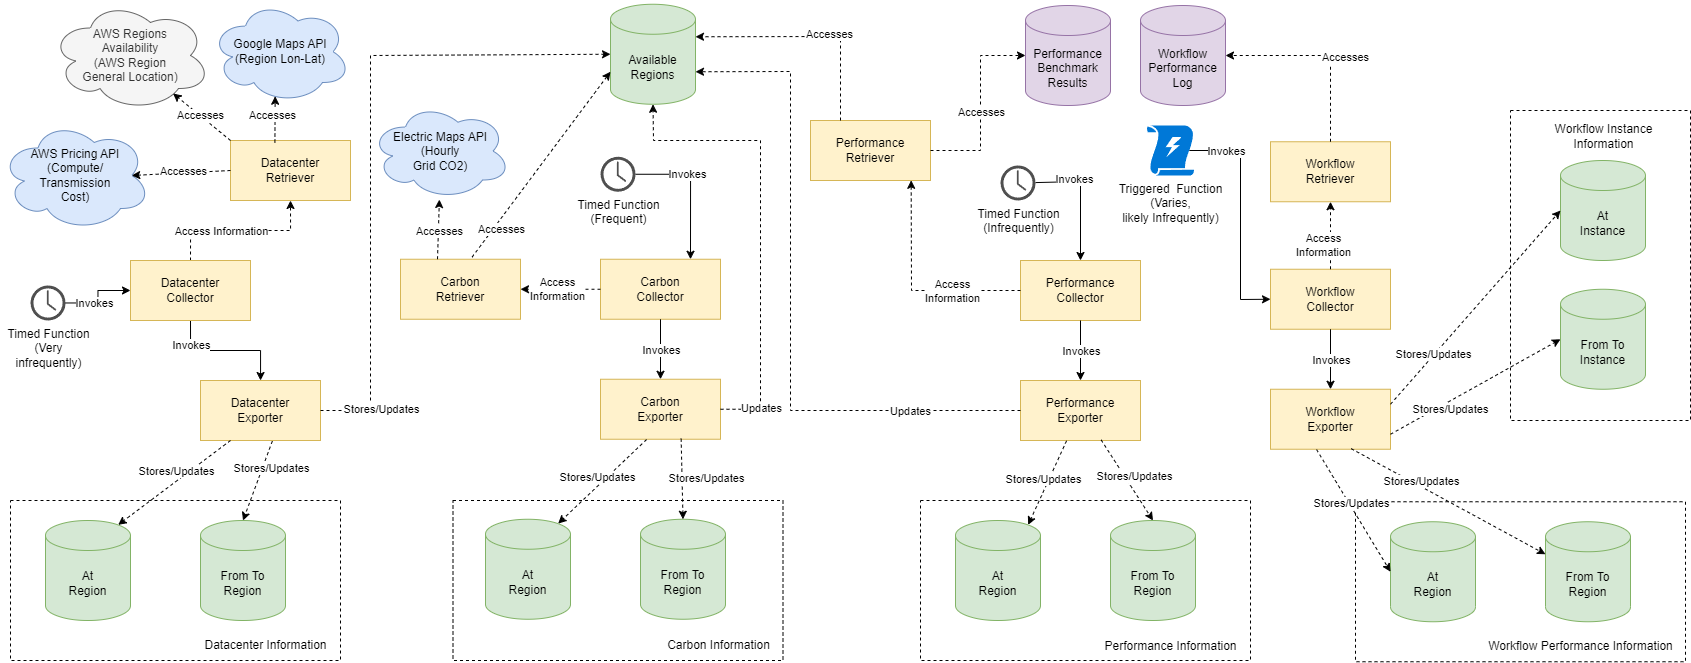 AWS Regions
Availability
(AWS Region
General Location)
Google Maps API
(Region Lon-Lat)
Accesses
Accesses
AWS Pricing API
(Compute/
Transmission
Cost)
Accesses
Datacenter
Retriever
Access Information
Datacenter
Collector
Invokes
Timed Function
(Very
infrequently)
Invokes
Datacenter
Exporter
Stores/Updates
Stores/Updates
Stores/Updates
At
Region
From To
Region
Datacenter Information
Available
Regions
Electric Maps API
(Hourly
Grid CO2)
Accesses
Accesses
Timed Function
(Frequent)
Invokes
Carbon
Retriever
Access
Information
Carbon
Collector
Invokes
Carbon
Exporter
Updates
Stores/Updates
Stores/Updates
At
Region
From To
Region
Carbon Information
Accesses
Performance
Retriever
Accesses
Performance
Benchmark
Results
Timed Function
(Infrequently)
Invokes
Access
Information
Performance
Collector
Invokes
Performance
Exporter
Updates
Stores/Updates
Stores/Updates
At
Region
From To
Region
Performance Information
Workflow
Performance
Log
Accesses
Triggered Function
(Varies,
likely Infrequently)
Invokes
Workflow
Retriever
Access
Information
Workflow
Collector
Invokes
Workflow
Exporter
Stores/Updates
Stores/Updates
Workflow Instance
Information
At
Instance
From To
Instance
Stores/Updates
Stores/Updates
At
Region
From To
Region
Workflow Performance Information